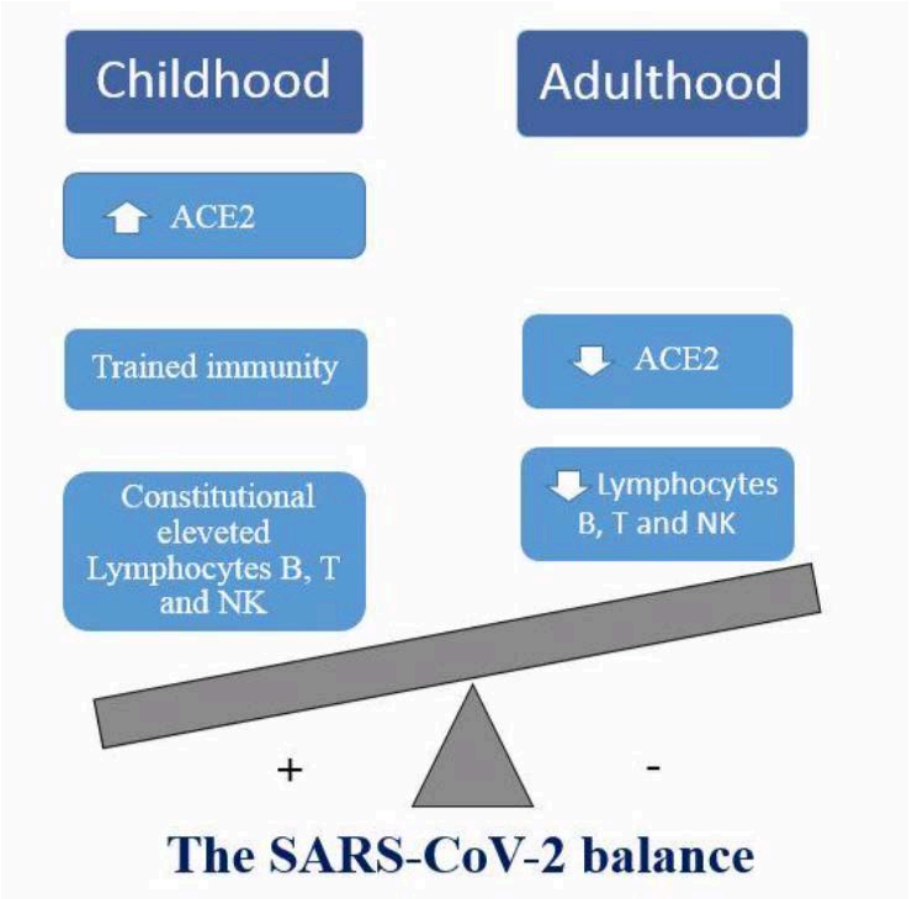 Childhood
Adulthood
ACE2
Trained immunity
ACE2
Constitutional
eleveted
Lymphocytes B, T
and NK
Lymphocytes
B, T and NK
+
-
The SARS-CoV-2 balance